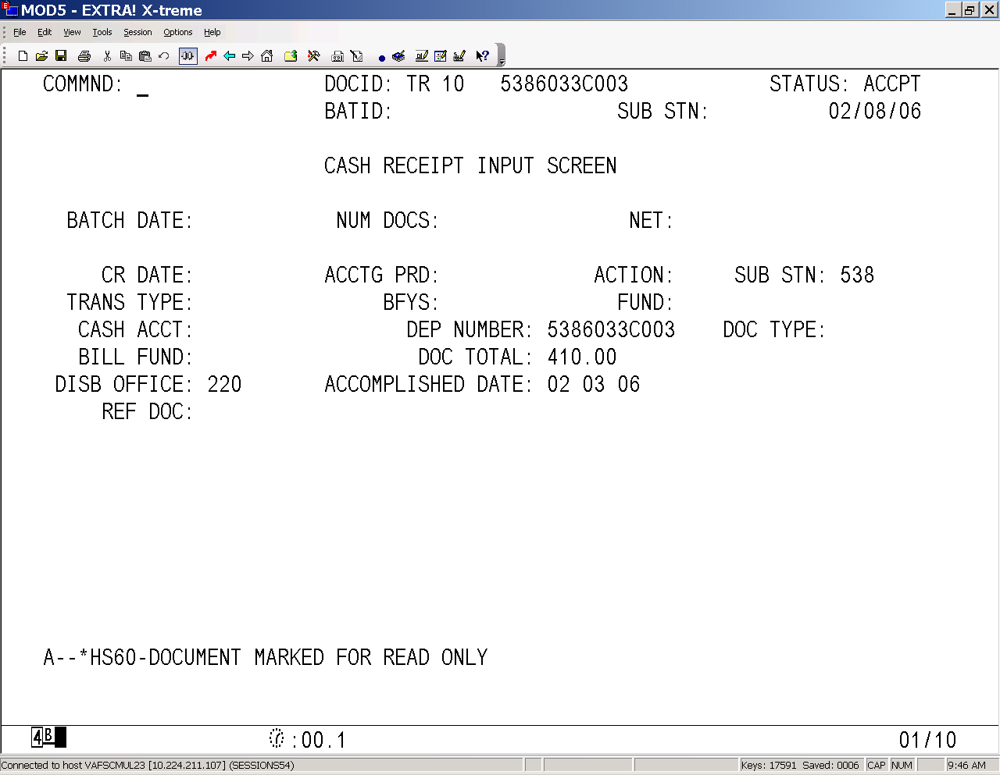 MOD5 - EXTRA! X-treme
File Edit View Tools Session Options Help
COMMND: _ DOCID: TR 10 5386033C003 STATUS: ACCPT
BATID: SUB STN: 02/08/06
CASH RECEIPT INPUT SCREEN
BATCH DATE: NUM DOCS: NET:
CR DATE: ACCTG PRD: ACTION: SUB STN: 538
TRANS TYPE: BFYS: FUND:
CASH ACCT: DEP NUMBER: 5386033C003 DOC TYPE:
BILL FUND: DOC TOTAL: 410.00
DISB OFFICE: 220 ACCOMPLISHED DATE: 02 03 06
REF DOC:
A--*HS60-DOCUMENT MARKED FOR READ ONLY
4B :00.1 01/10
Connected to host VAFSCMUL23 [10.224.211.107] (SESSIONS54) Keys: 17591 Saved: 0006 CAP NUM 9:46 AM